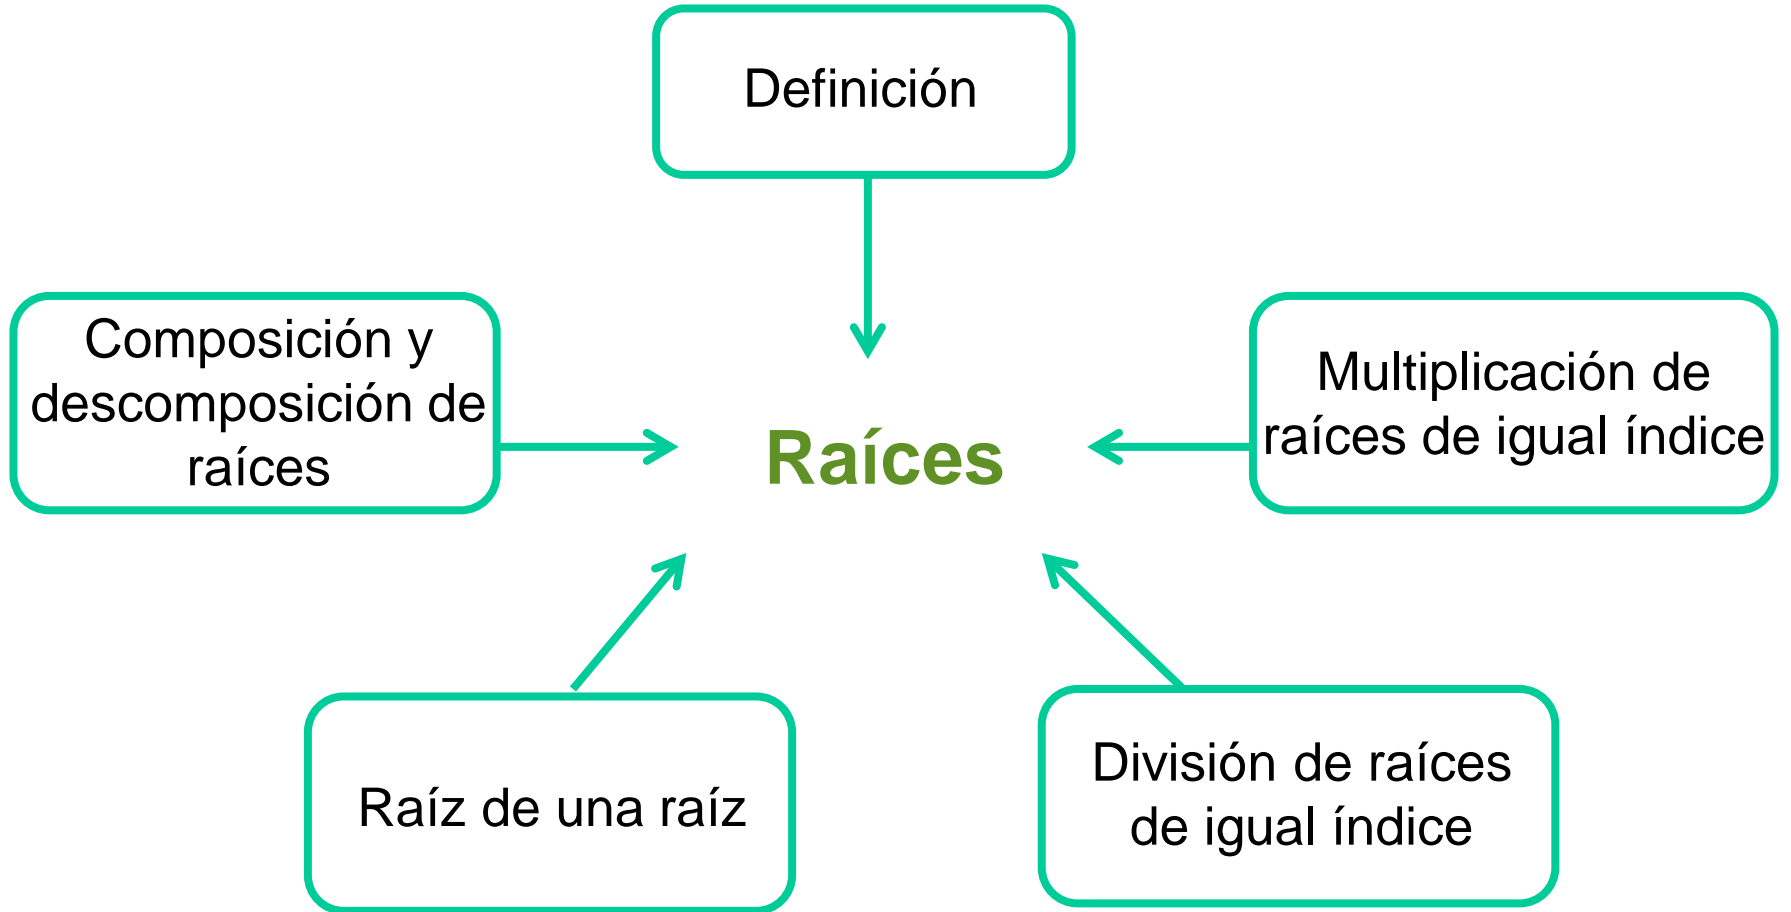 Definición
Composición y
descomposición de
raíces
Raíces
Multiplicación de
raíces de igual índice
Raíz de una raíz
División de raíces
de igual índice